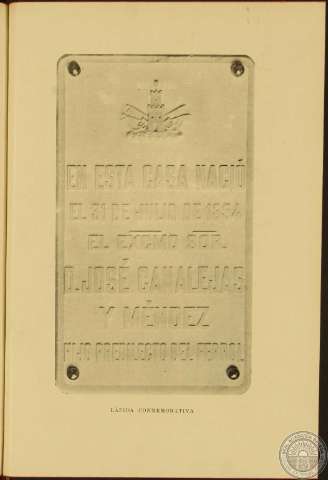 EN ESTA CASA NACIÓ
EL 31 DE JULIO DE 1854
EL EXCMO SOR.
D. JOSÉ CANALEJAS
Y MÉNDEZ
HIJO PREDILECTO DEL FERROL
LÁPIDA CONMEMORATIVA